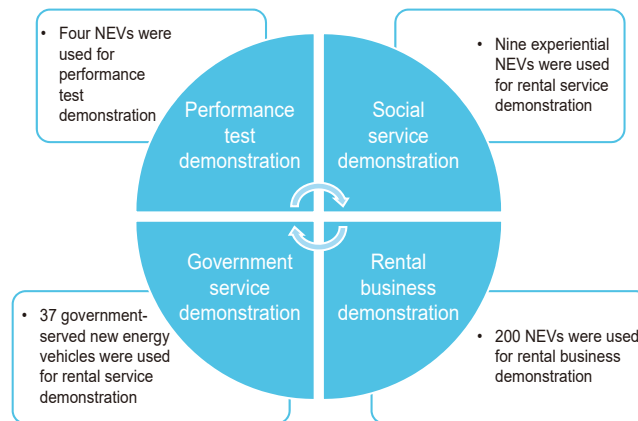 • Four NEVs were
used for
performance
test
demonstration
• Nine experiential
NEVs were used
for rental service
demonstration
Performance
test
demonstration
Social
service
demonstration
Government
service
demonstration
Rental
business
demonstration
• 37 government-
served new energy
vehicles were used
for rental service
demonstration
• 200 NEVs were used
for rental business
demonstration